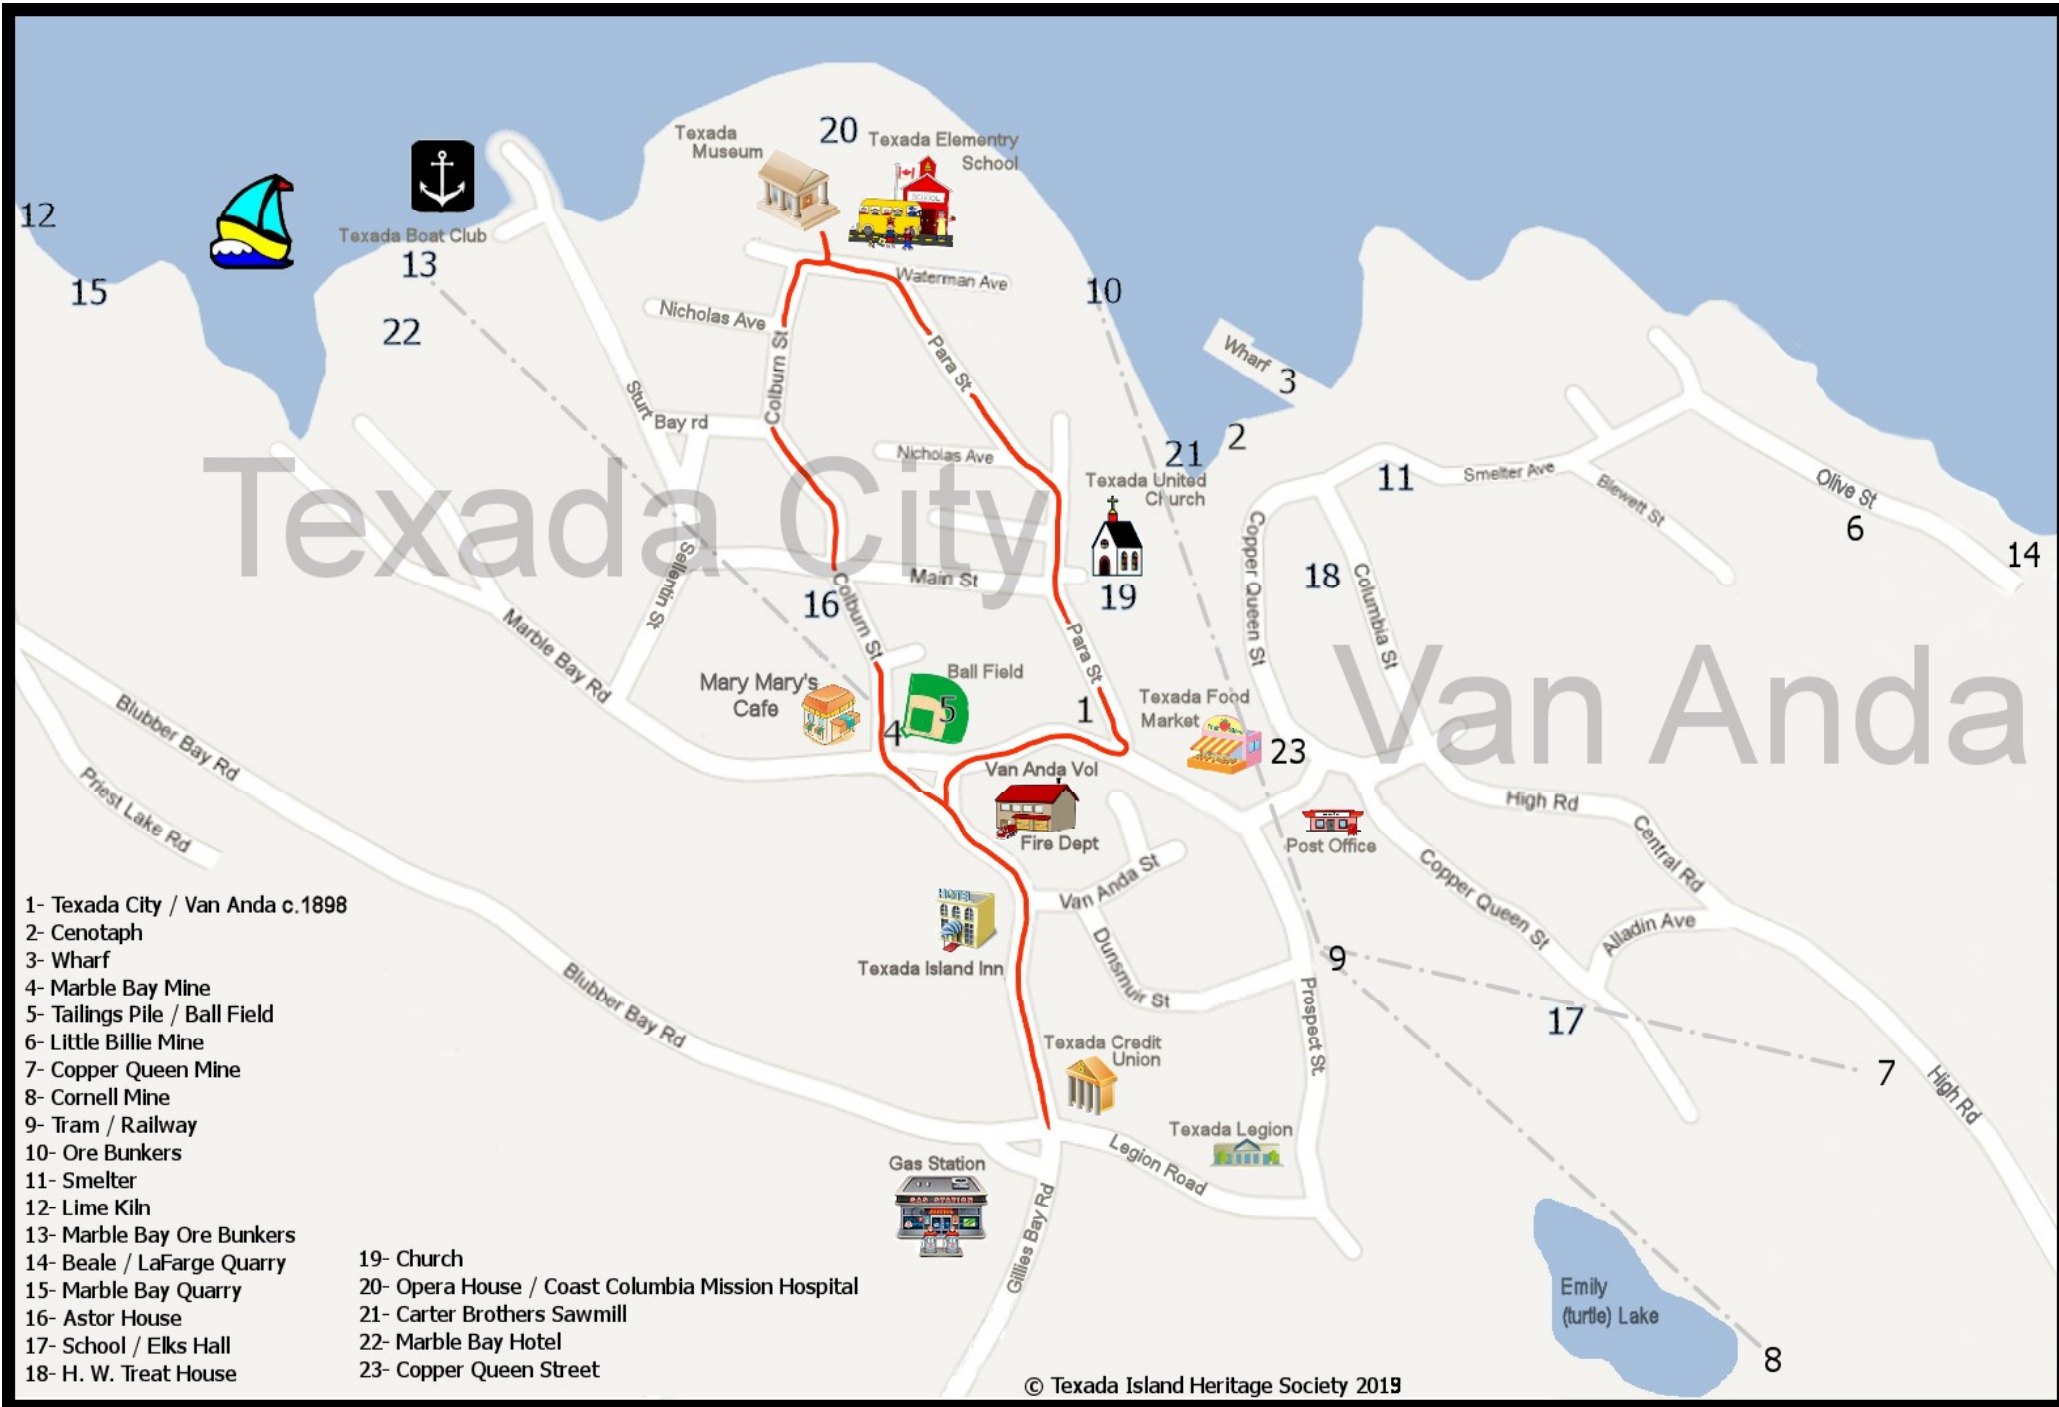 Texada
Museum
20
Texada Elementry
School
SCHOOL
12
Texada Boat Club
13
15
22
Waterman Ave
10
Nicholas Ave
Colburn St
Para St
Wharf
3
Sturt
Bay rd
2
21
Nicholas Ave
Texada United
Church
11
Smelter Ave
Blewett St
Olive St
6
14
Texada City
Copper Queen St
18
Columbia St
Sellentin St
Main St
19
16
Colburn St
Marble Bay Rd
Para St
Van Anda
Ball Field
Mary Mary's
Cafe
5
4
1
Texada Food
Market
23
Blubber Bay Rd
Priest Lake Rd
Van Anda Vol
Fire Dept
High Rd
Central Rd
Post Office
Copper Queen St
Van Anda St
Alladin Ave
HOTEL
Texada Island Inn
Dunsmuir St
9
Prospect St.
17
Blubber Bay Rd
Texada Credit
Union
7
High Rd
Texada Legion
Legion Road
Gas Station
GAS STATION
Gillies Bay Rd
Emily
(turtle) Lake
8
1- Texada City / Van Anda c.1898
2- Cenotaph
3- Wharf
4- Marble Bay Mine
5- Tailings Pile / Ball Field
6- Little Billie Mine
7- Copper Queen Mine
8- Cornell Mine
9- Tram / Railway
10- Ore Bunkers
11- Smelter
12- Lime Kiln
13- Marble Bay Ore Bunkers
14- Beale / LaFarge Quarry
15- Marble Bay Quarry
16- Astor House
17- School / Elks Hall
18- H. W. Treat House
19- Church
20- Opera House / Coast Columbia Mission Hospital
21- Carter Brothers Sawmill
22- Marble Bay Hotel
23- Copper Queen Street
© Texada Island Heritage Society 2019